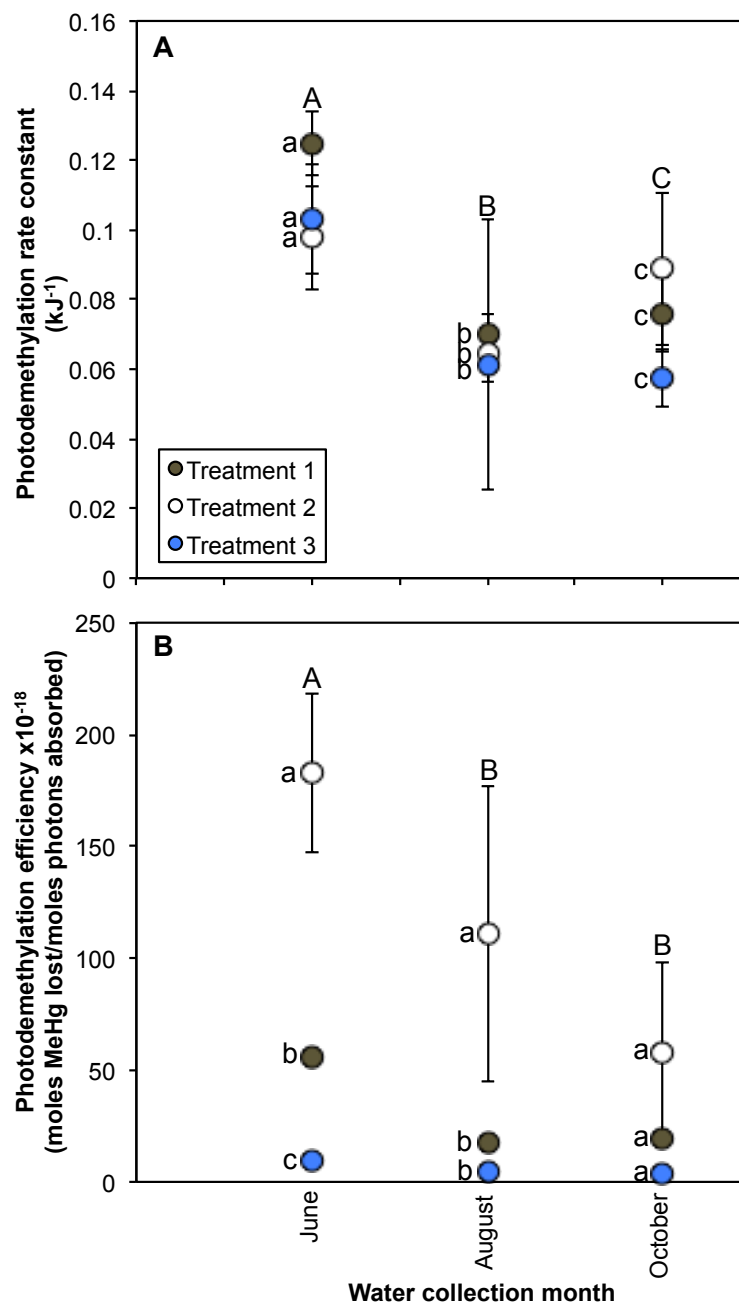 A
Photodemethylation rate constant
(kJ⁻¹)
0.16
0.14
0.12
0.1
0.08
0.06
0.04
0.02
0
A
a
a
a
B
b
b
b
C
c
c
c
Treatment 1
Treatment 2
Treatment 3
B
Photodemethylation efficiency x10⁻¹⁸
(moles MeHg lost/moles photons absorbed)
250
200
150
100
50
0
A
a
b
c
B
a
b
b
B
a
a
a
June
August
October
Water collection month